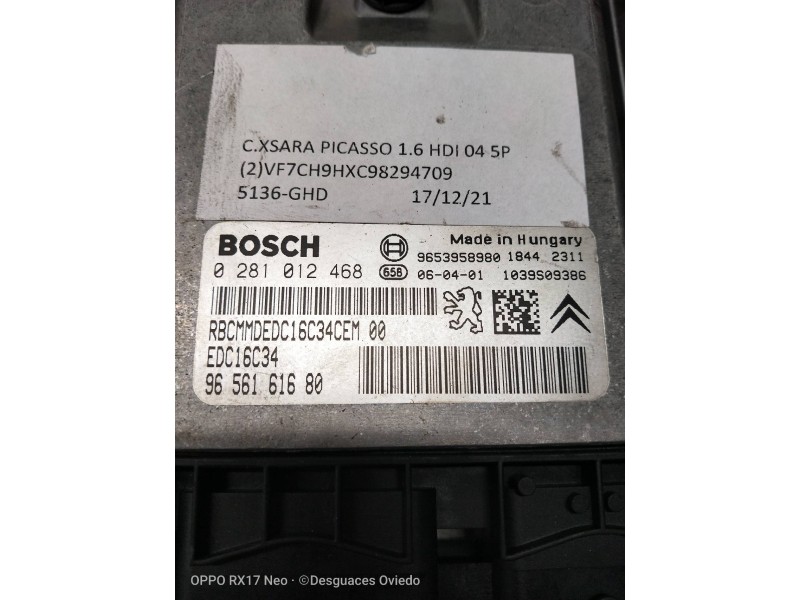 C.XSARA PICASSO 1.6 HDI 04 5P
(2)VF7CH9HXC98294709
5136-GHD 17/12/21
BOSCH
Made in Hungary
0 281 012 468
9653958980 1844 2311
658 06-04-01 1039S09386
RBCMMDEDC16C34CEM 00
EDC16C34
96 561 616 80
OPPO RX17 Neo · ©Desguaces Oviedo